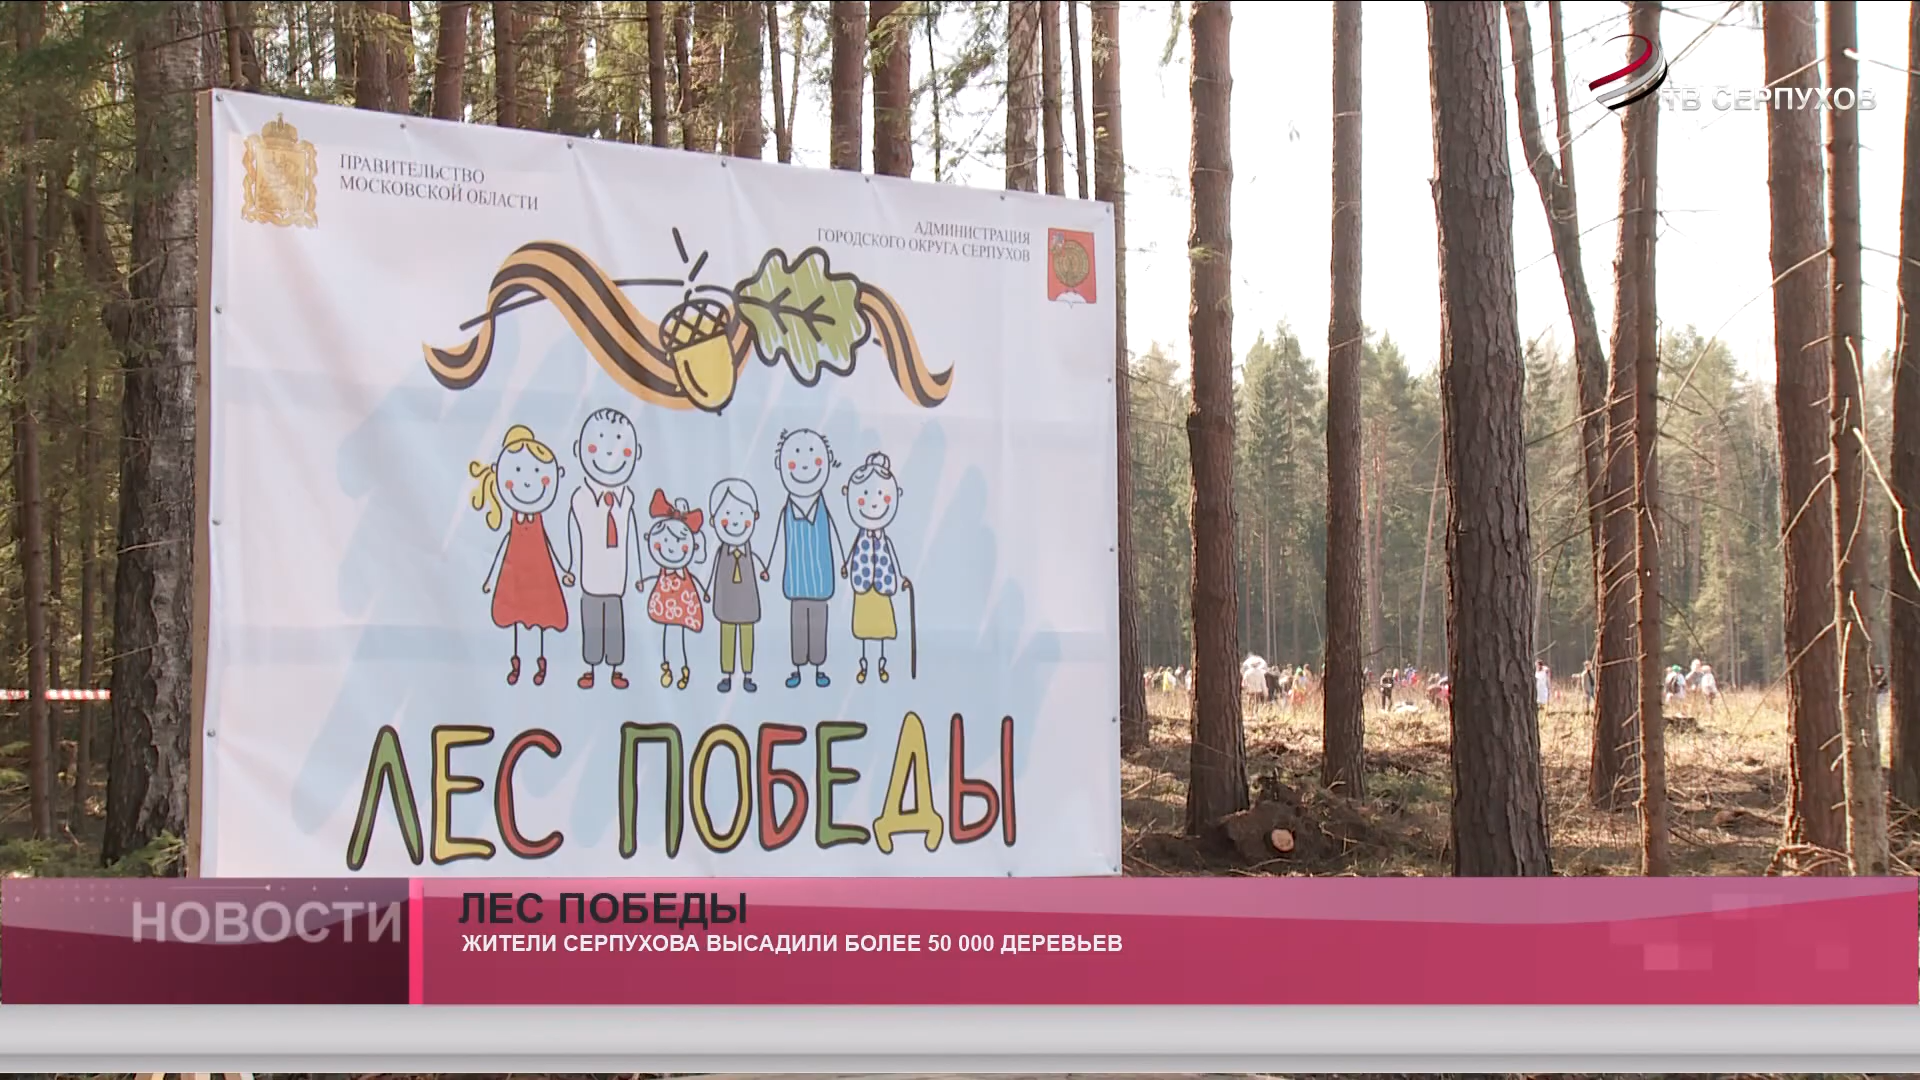 ПРАВИТЕЛЬСТВО
МОСКОВСКОЙ ОБЛАСТИ
АДМИНИСТРАЦИЯ
ГОРОДСКОГО ОКРУГА СЕРПУХОВ
ТВ СЕРПУХОВ
ЛЕС ПОБЕДЫ
НОВОСТИ
ЛЕС ПОБЕДЫ
ЖИТЕЛИ СЕРПУХОВА ВЫСАДИЛИ БОЛЕЕ 50 000 ДЕРЕВЬЕВ